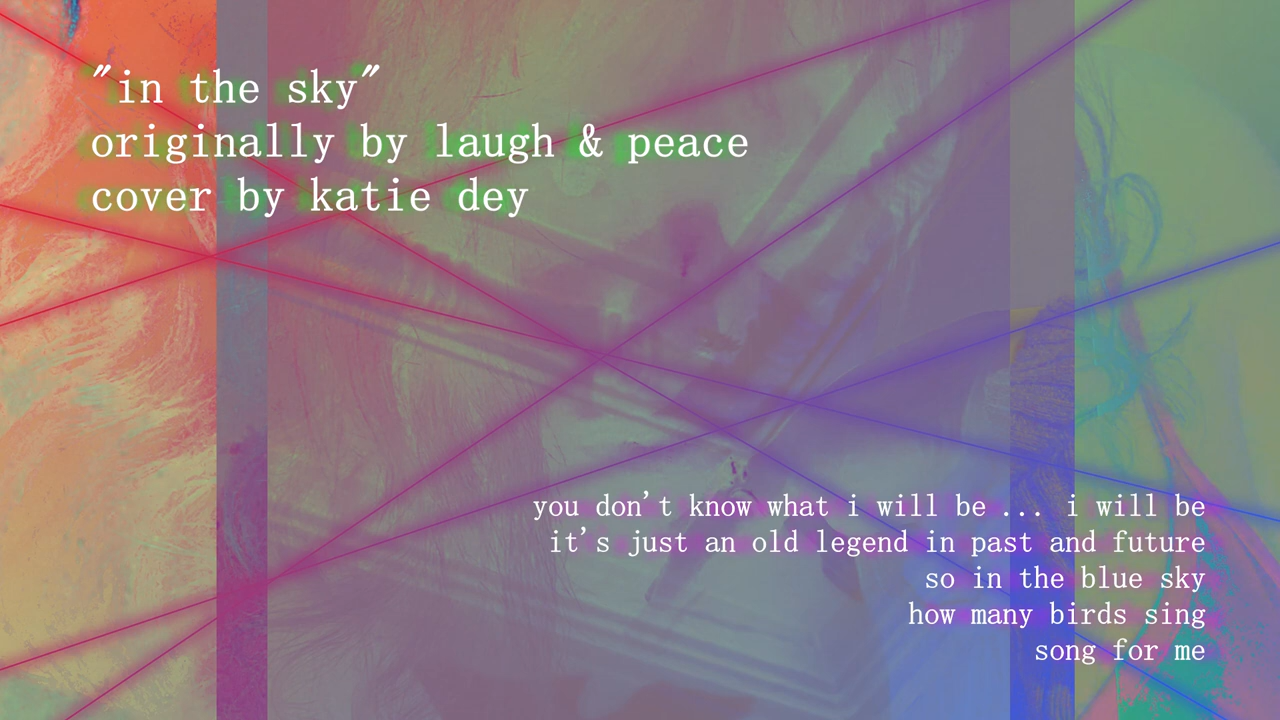 "in the sky"
originally by laugh & peace
cover by katie dey
you don't know what i will be ... i will be
it's just an old legend in past and future
so in the blue sky
how many birds sing
song for me